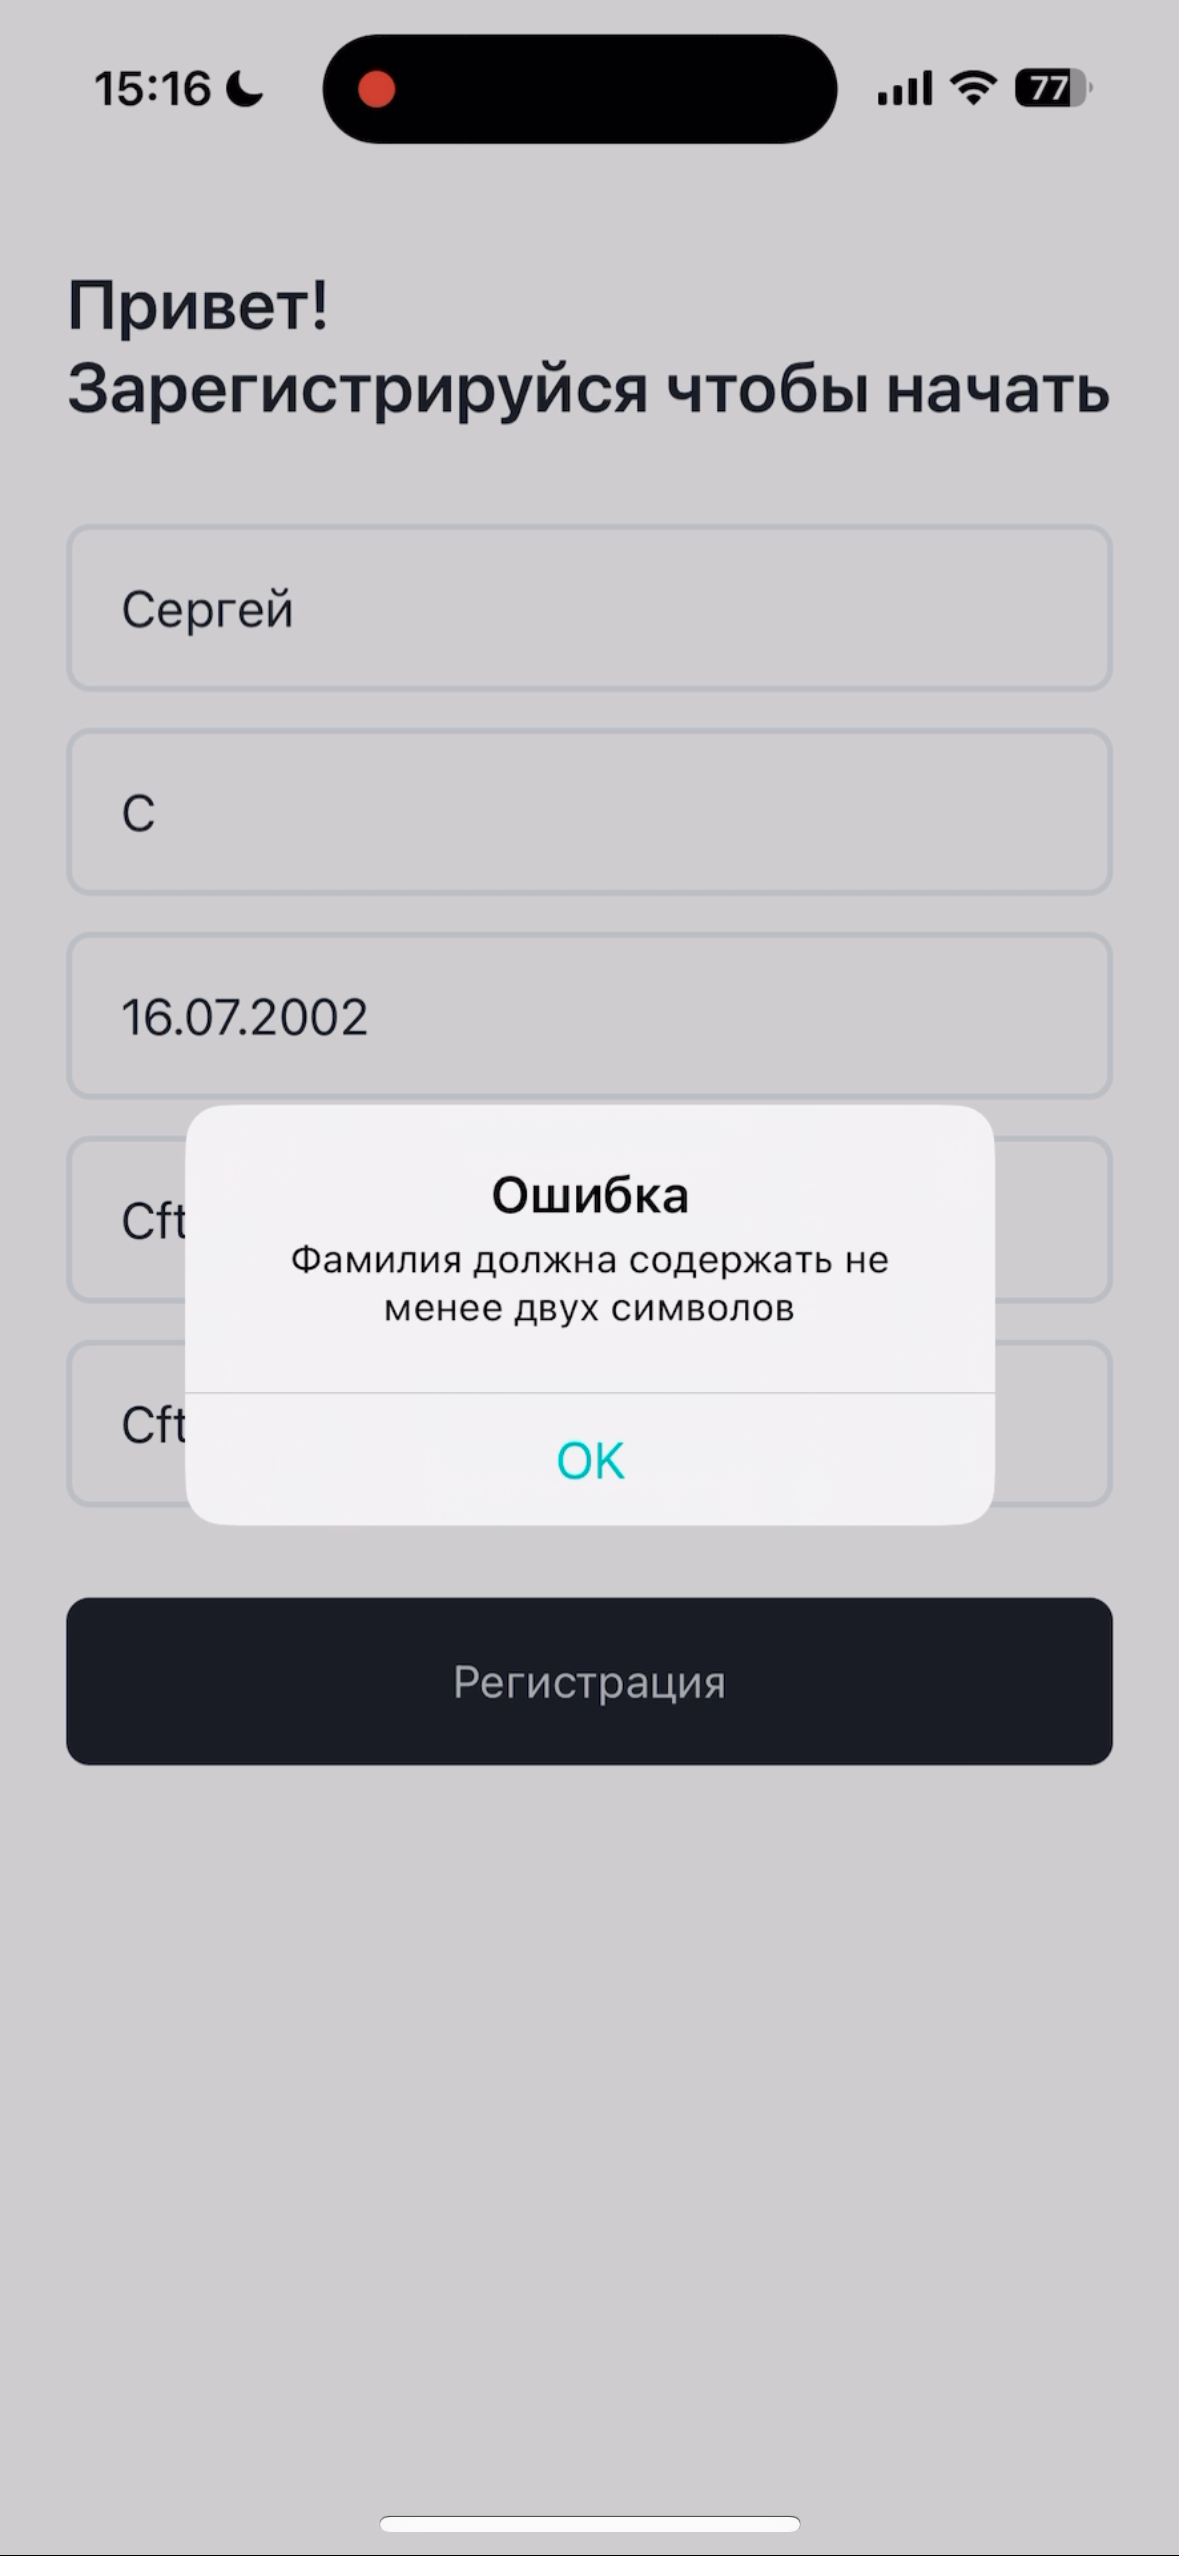 15:16
77
Привет!
Зарегистрируйся чтобы начать
Сергей
С
16.07.2002
Cft
Cft
Ошибка
Фамилия должна содержать не
менее двух символов
OK
Регистрация